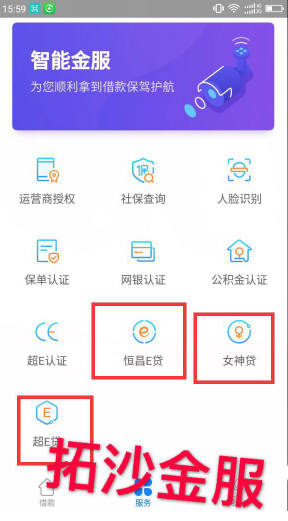 15:59
智能金服
为您顺利拿到借款保驾护航
运营商授权
社保查询
人脸识别
保单认证
网银认证
公积金认证
超E认证
恒昌E贷
女神贷
超E贷
拓沙金服
借款
服务